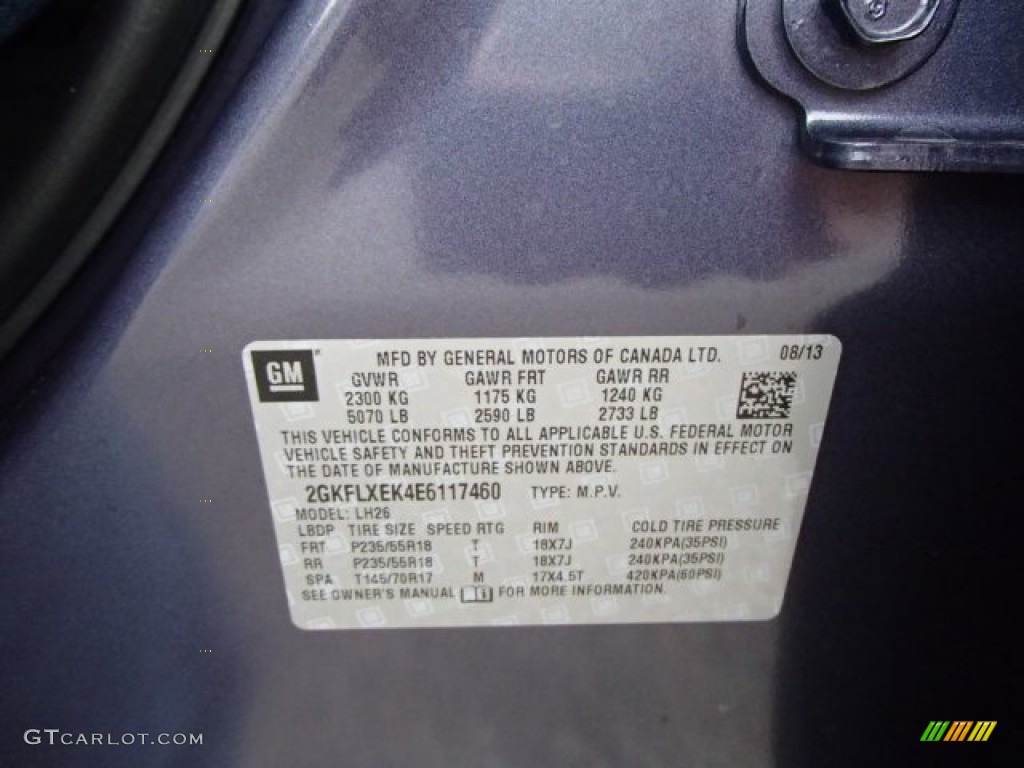 GM
MFD BY GENERAL MOTORS OF CANADA LTD. 08/13
GVWR GAWR FRT GAWR RR
2300 KG 1175 KG 1240 KG
5070 LB 2590 LB 2733 LB
THIS VEHICLE CONFORMS TO ALL APPLICABLE U.S. FEDERAL MOTOR
VEHICLE SAFETY AND THEFT PREVENTION STANDARDS IN EFFECT ON
THE DATE OF MANUFACTURE SHOWN ABOVE.
2GKFLXEK4E6117460 TYPE: M.P.V.
MODEL: LH26
LBDP TIRE SIZE SPEED RTG RIM COLD TIRE PRESSURE
FRT P235/55R18 T 18X7J 240KPA(35PSI)
RR P235/55R18 T 18X7J 240KPA(35PSI)
SPA T145/70R17 M 17X4.5T 420KPA(60PSI)
SEE OWNER'S MANUAL FOR MORE INFORMATION.
GTCARLOT.COM